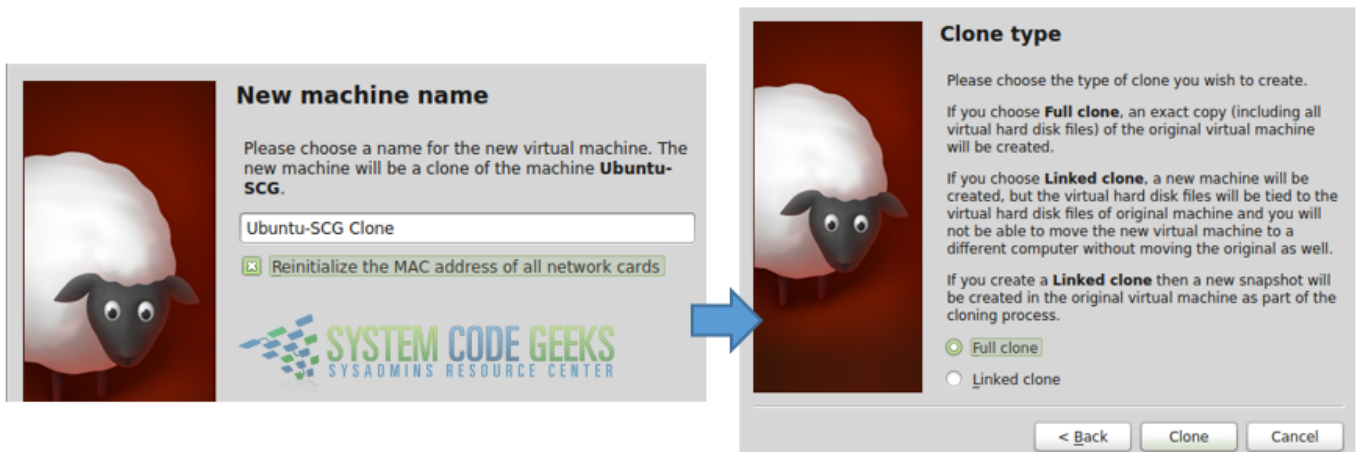 New machine name
Please choose a name for the new virtual machine. The
new machine will be a clone of the machine Ubuntu-
SCG.
Ubuntu-SCG Clone
Reinitialize the MAC address of all network cards
SYSTEM CODE GEEKS
SYSADMINS RESOURCE CENTER
Clone type
Please choose the type of clone you wish to create.
If you choose Full clone, an exact copy (including all
virtual hard disk files) of the original virtual machine
will be created.
If you choose Linked clone, a new machine will be
created, but the virtual hard disk files will be tied to the
virtual hard disk files of original machine and you will
not be able to move the new virtual machine to a
different computer without moving the original as well.
If you create a Linked clone then a new snapshot will
be created in the original virtual machine as part of the
cloning process.
Full clone
Linked clone
< Back
Clone
Cancel